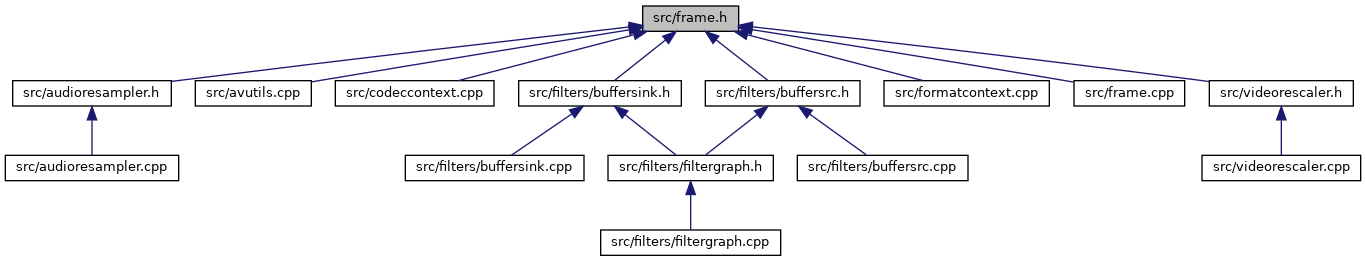 src/frame.h
src/audioresampler.h
src/avutils.cpp
src/codeccontext.cpp
src/filters/buffersink.h
src/filters/buffersrc.h
src/formatcontext.cpp
src/frame.cpp
src/videorescaler.h
src/audioresampler.cpp
src/filters/buffersink.cpp
src/filters/filtergraph.h
src/filters/buffersrc.cpp
src/videorescaler.cpp
src/filters/filtergraph.cpp